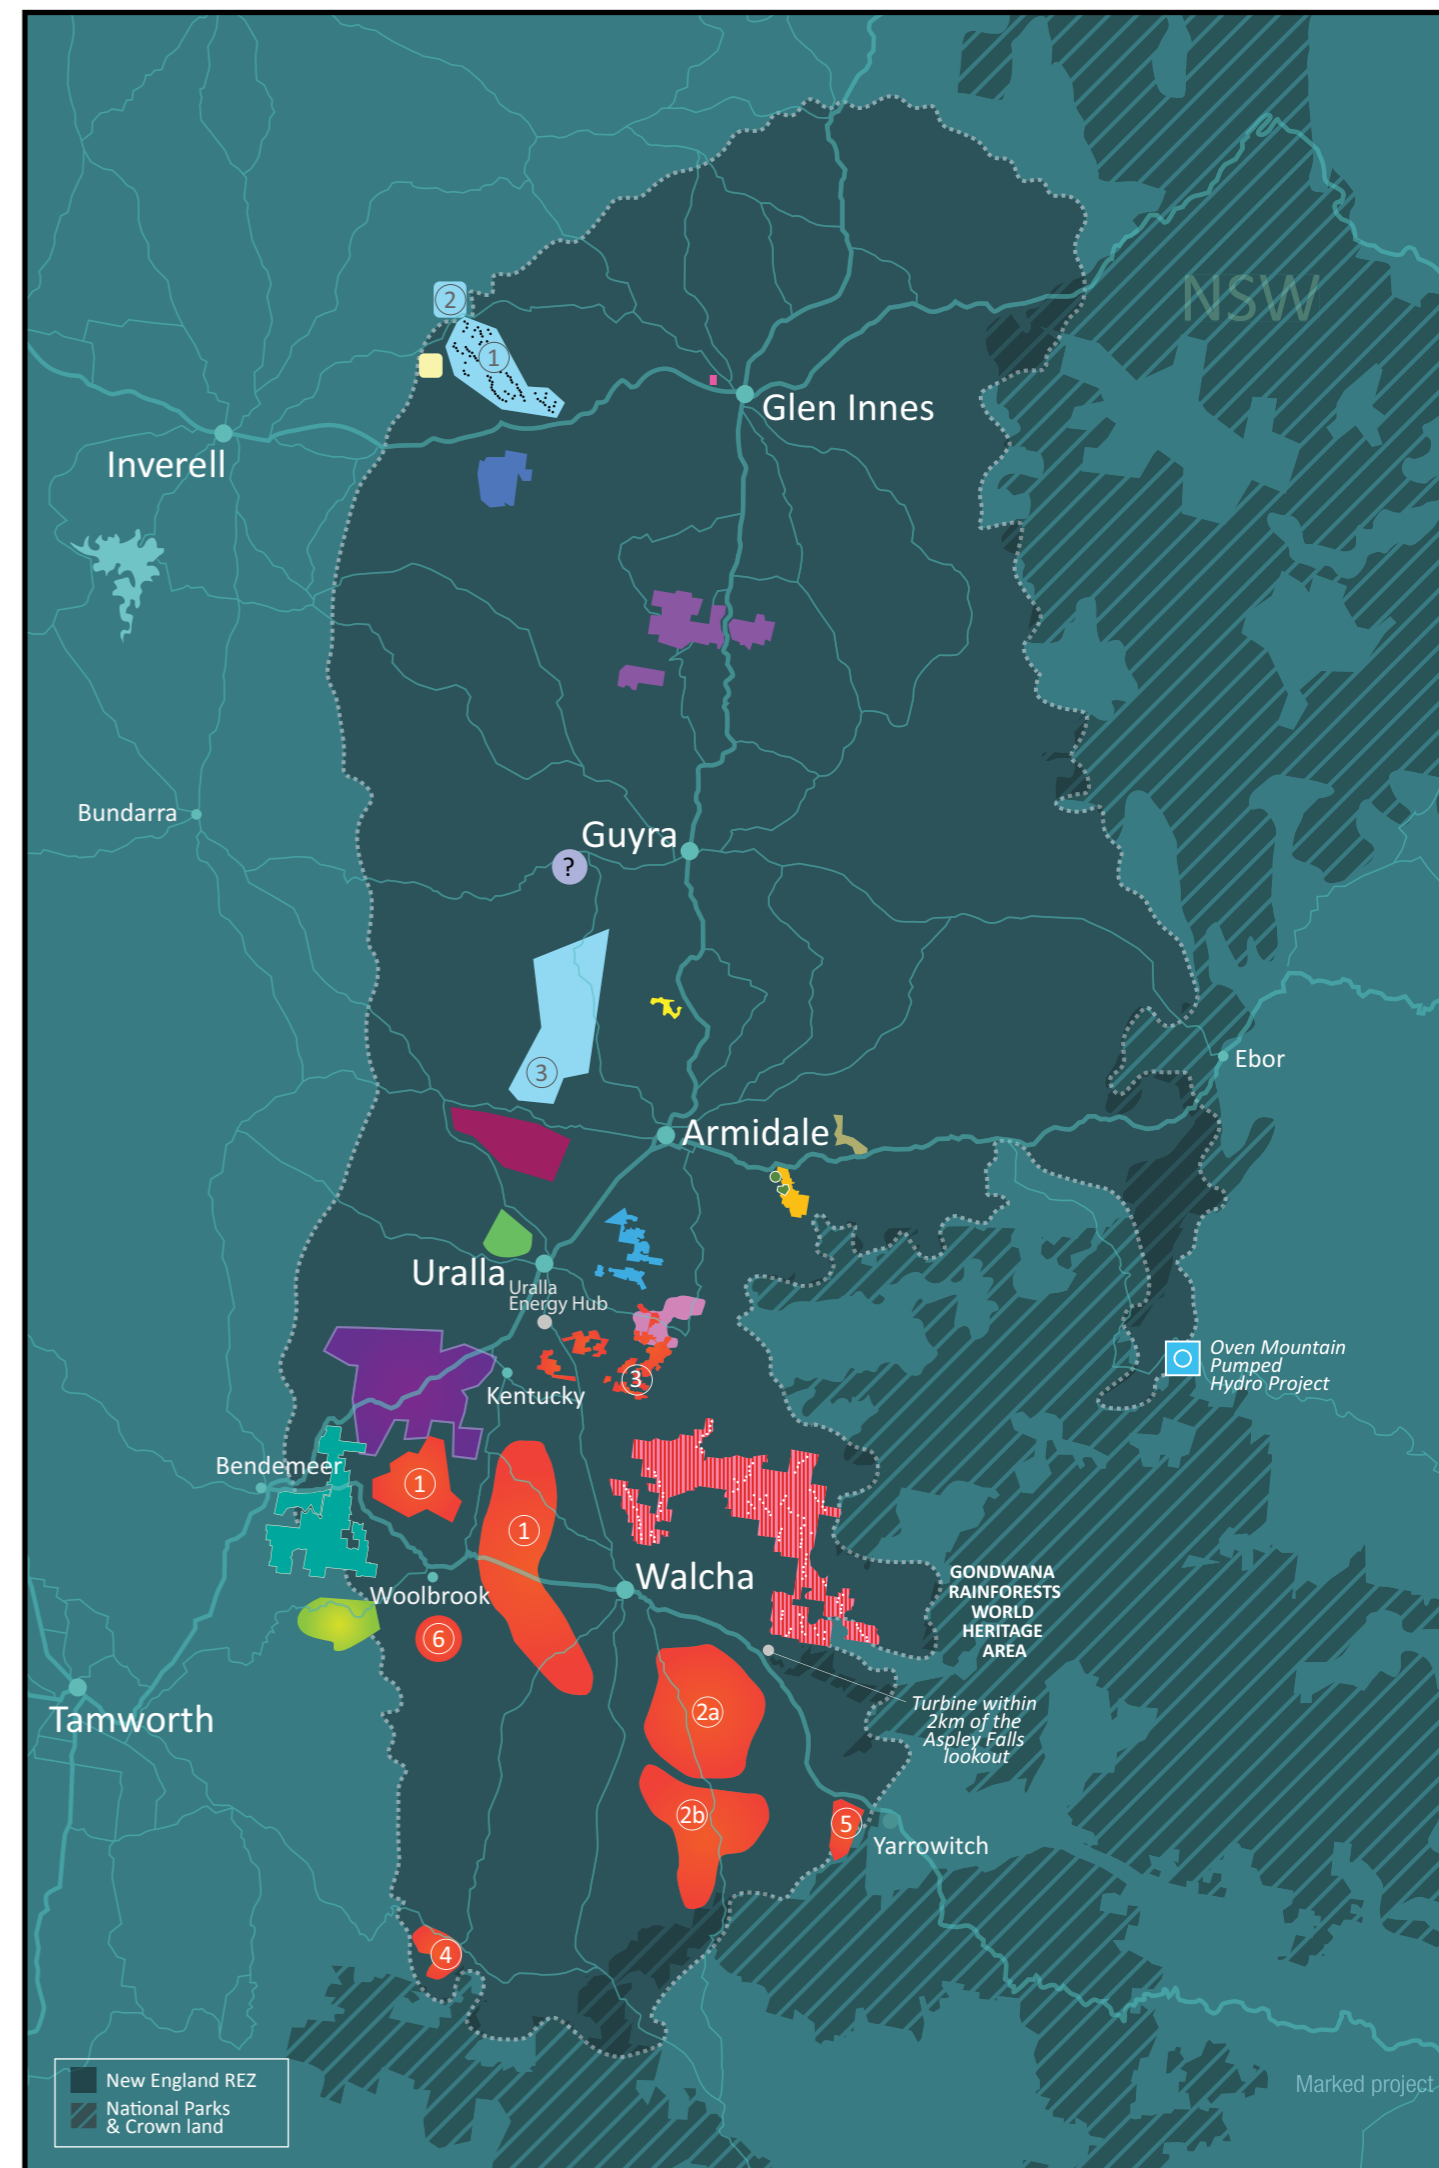 NSW
2
1
Glen Innes
Inverell
Bundarra
Guyra
?
3
Ebor
Armidale
Uralla
Uralla
Energy Hub
Oven Mountain
Pumped
Hydro Project
3
Kentucky
Bendemeer
1
1
Walcha
GONDWANA
RAINFORESTS
WORLD
HERITAGE
AREA
Woolbrook
6
Tamworth
2a
Turbine within
2km of the
Aspley Falls
lookout
2b
5
Yarrowitch
4
New England REZ
National Parks
& Crown land
Marked project